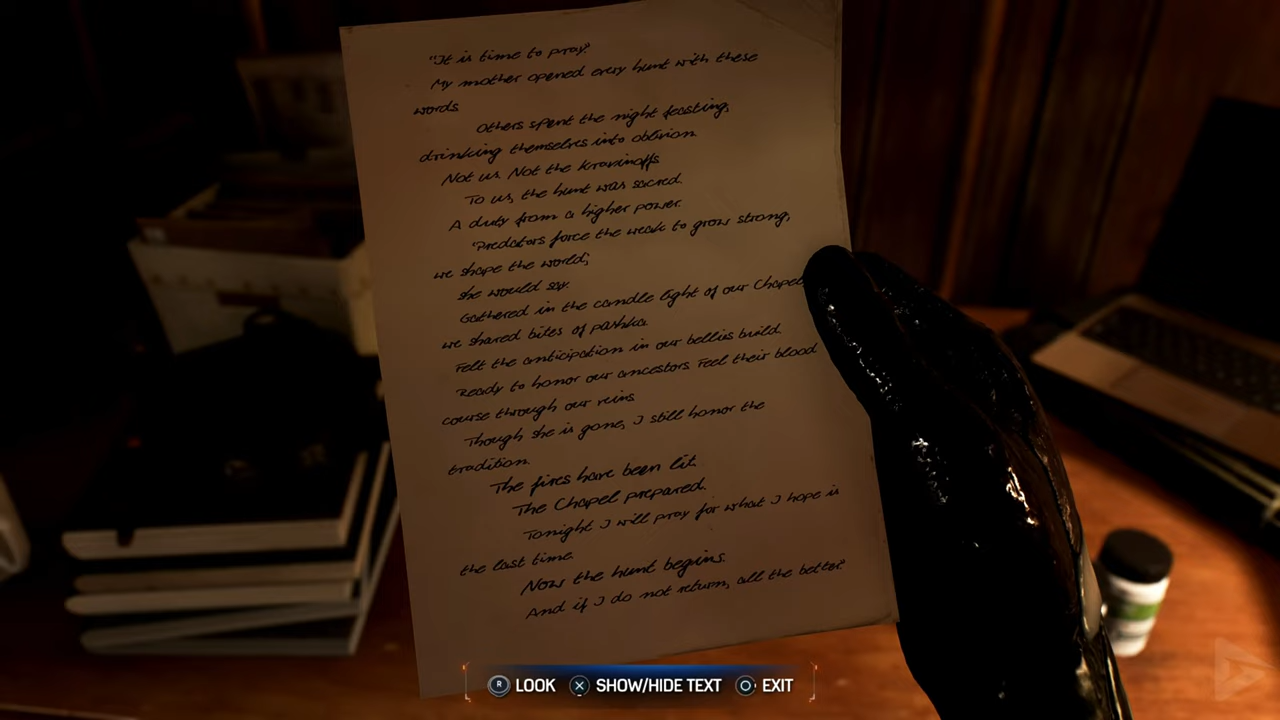 "It is time to pray."
My mother opened every hunt with these
words.
Others spent the night feasting,
drinking themselves into oblivion.
Not us. Not the Kravinoffs
To us, the hunt was sacred.
A duty from a higher power.
'Predators force the weak to grow strong,
we shape the world,'
she would say.
Gathered in the candle light of our Chapel,
we shared bites of pashka.
Felt the anticipation in our bellies build.
Ready to honor our ancestors. Feel their blood
course through our veins.
Though she is gone, I still honor the
tradition.
The fires have been lit.
The Chapel prepared.
Tonight I will pray for what I hope is
the last time.
Now the hunt begins.
And if I do not return, all the better."
R LOOK X SHOW/HIDE TEXT O EXIT